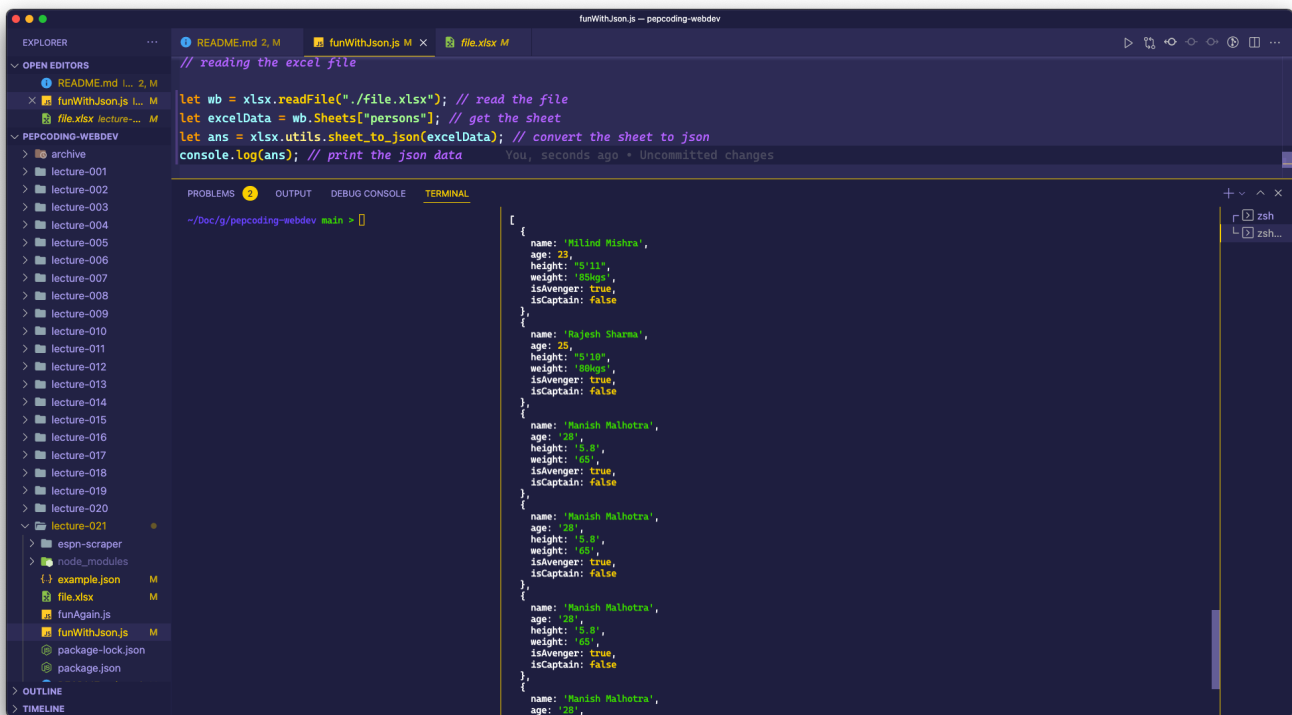 funWithJson.js — pepcoding-webdev
EXPLORER
OPEN EDITORS
README.md l... 2, M
funWithJson.js l... M
file.xlsx lecture-... M
PEPCODING-WEBDEV
archive
lecture-001
lecture-002
lecture-003
lecture-004
lecture-005
lecture-006
lecture-007
lecture-008
lecture-009
lecture-010
lecture-011
lecture-012
lecture-013
lecture-014
lecture-015
lecture-016
lecture-017
lecture-018
lecture-019
lecture-020
lecture-021
espn-scraper
node_modules
example.json M
file.xlsx M
funAgain.js
funWithJson.js M
package-lock.json
package.json
OUTLINE
TIMELINE
README.md 2, M
funWithJson.js M
file.xlsx M
// reading the excel file
let wb = xlsx.readFile("./file.xlsx"); // read the file
let excelData = wb.Sheets["persons"]; // get the sheet
let ans = xlsx.utils.sheet_to_json(excelData); // convert the sheet to json
console.log(ans); // print the json data You, seconds ago • Uncommitted changes
PROBLEMS 2 OUTPUT DEBUG CONSOLE TERMINAL
~/Doc/g/pepcoding-webdev main >
[
{
name: 'Milind Mishra',
age: 23,
height: "5'11",
weight: '85kgs',
isAvenger: true,
isCaptain: false
},
{
name: 'Rajesh Sharma',
age: 25,
height: "5'10",
weight: '80kgs',
isAvenger: true,
isCaptain: false
},
{
name: 'Manish Malhotra',
age: '28',
height: '5.8',
weight: '65',
isAvenger: true,
isCaptain: false
},
{
name: 'Manish Malhotra',
age: '28',
height: '5.8',
weight: '65',
isAvenger: true,
isCaptain: false
},
{
name: 'Manish Malhotra',
age: '28',
height: '5.8',
weight: '65',
isAvenger: true,
isCaptain: false
},
{
name: 'Manish Malhotra',
age: '28',
zsh
zsh...